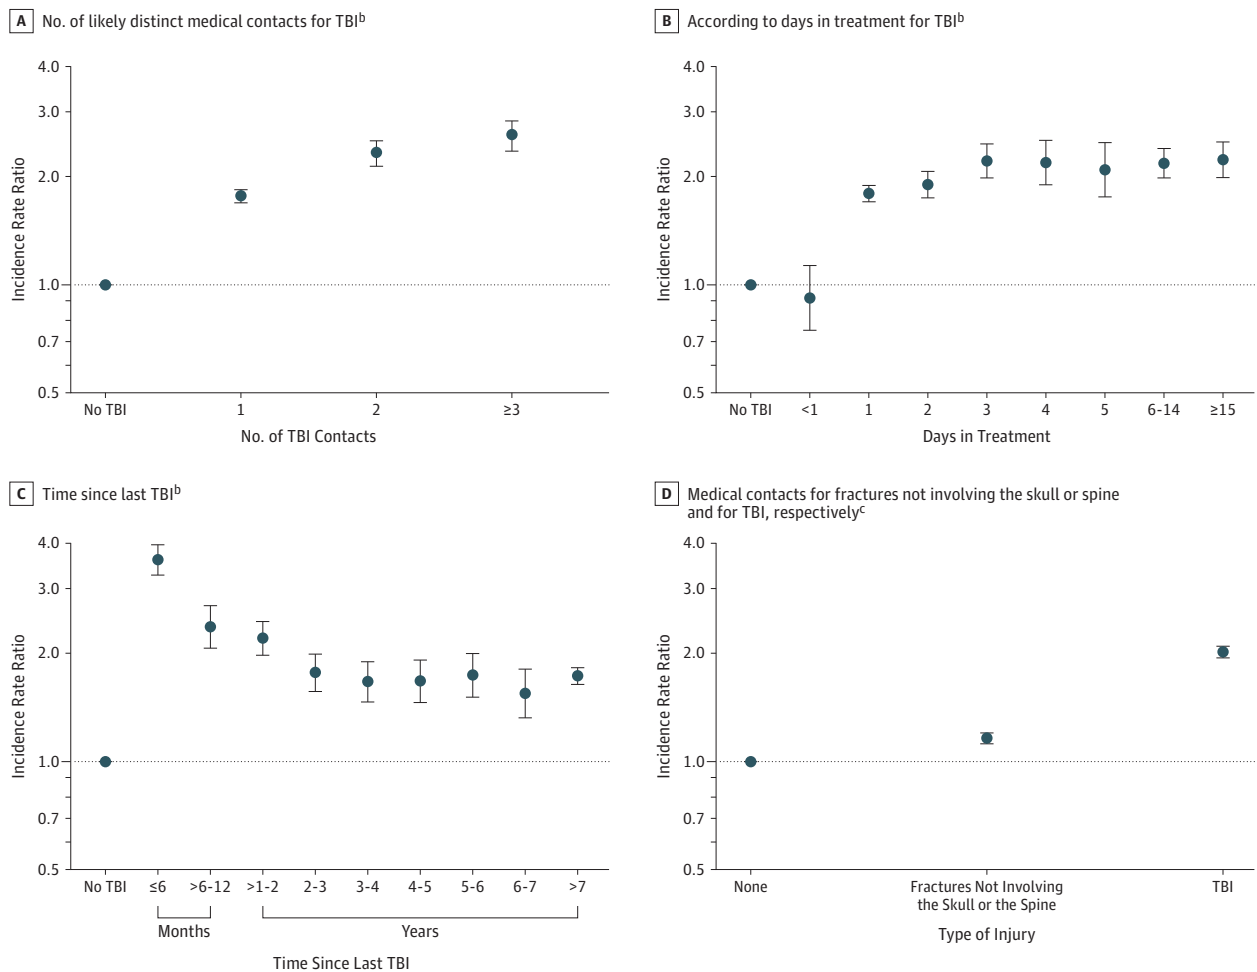 A No. of likely distinct medical contacts for TBIb
4.0
3.0
2.0
1.0
0.7
0.5
Incidence Rate Ratio
No TBI 1 2 ≥3
No. of TBI Contacts
B According to days in treatment for TBIb
4.0
3.0
2.0
1.0
0.7
0.5
Incidence Rate Ratio
No TBI <1 1 2 3 4 5 6-14 ≥15
Days in Treatment
C Time since last TBIb
4.0
3.0
2.0
1.0
0.7
0.5
Incidence Rate Ratio
No TBI ≤6 >6-12 >1-2 2-3 3-4 4-5 5-6 6-7 >7
Months Years
Time Since Last TBI
D Medical contacts for fractures not involving the skull or spine
and for TBI, respectivelyc
4.0
3.0
2.0
1.0
0.7
0.5
Incidence Rate Ratio
None Fractures Not Involving TBI
the Skull or the Spine
Type of Injury